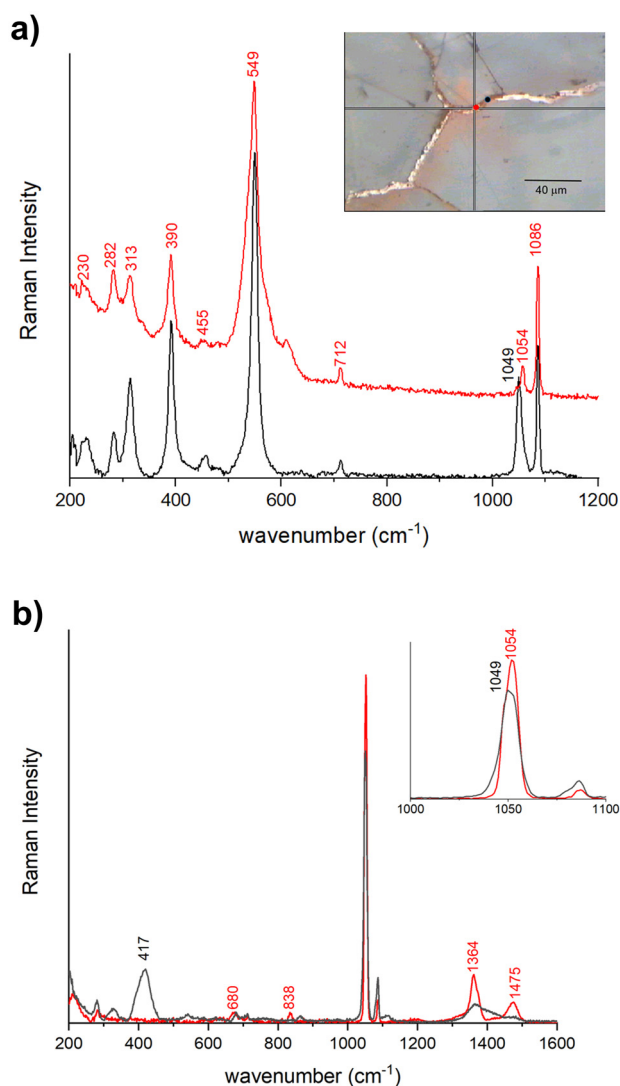 a)
Raman Intensity
230
282
313
390
455
549
712
1049
1054
1086
40 μm
200 400 600 800 1000 1200
wavenumber (cm-1)
b)
Raman Intensity
417
680
838
1364
1475
1049
1054
1000 1050 1100
200 400 600 800 1000 1200 1400 1600
wavenumber (cm-1)